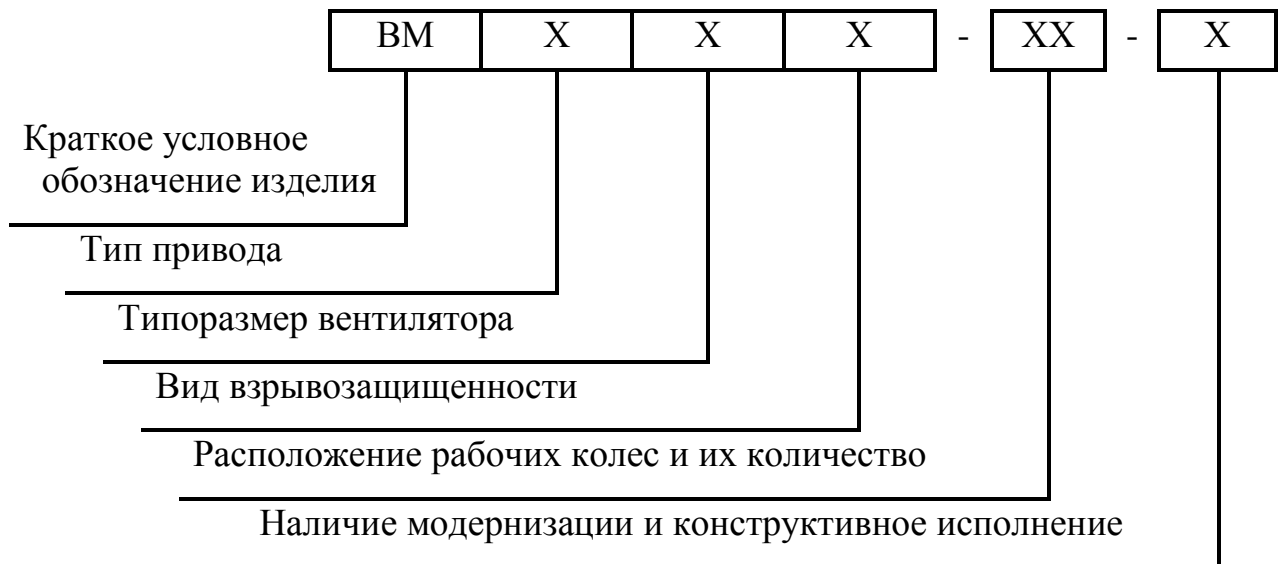 ВМ X X X - XX - X
Краткое условное
обозначение изделия
Тип привода
Типоразмер вентилятора
Вид взрывозащищенности
Расположение рабочих колес и их количество
Наличие модернизации и конструктивное исполнение